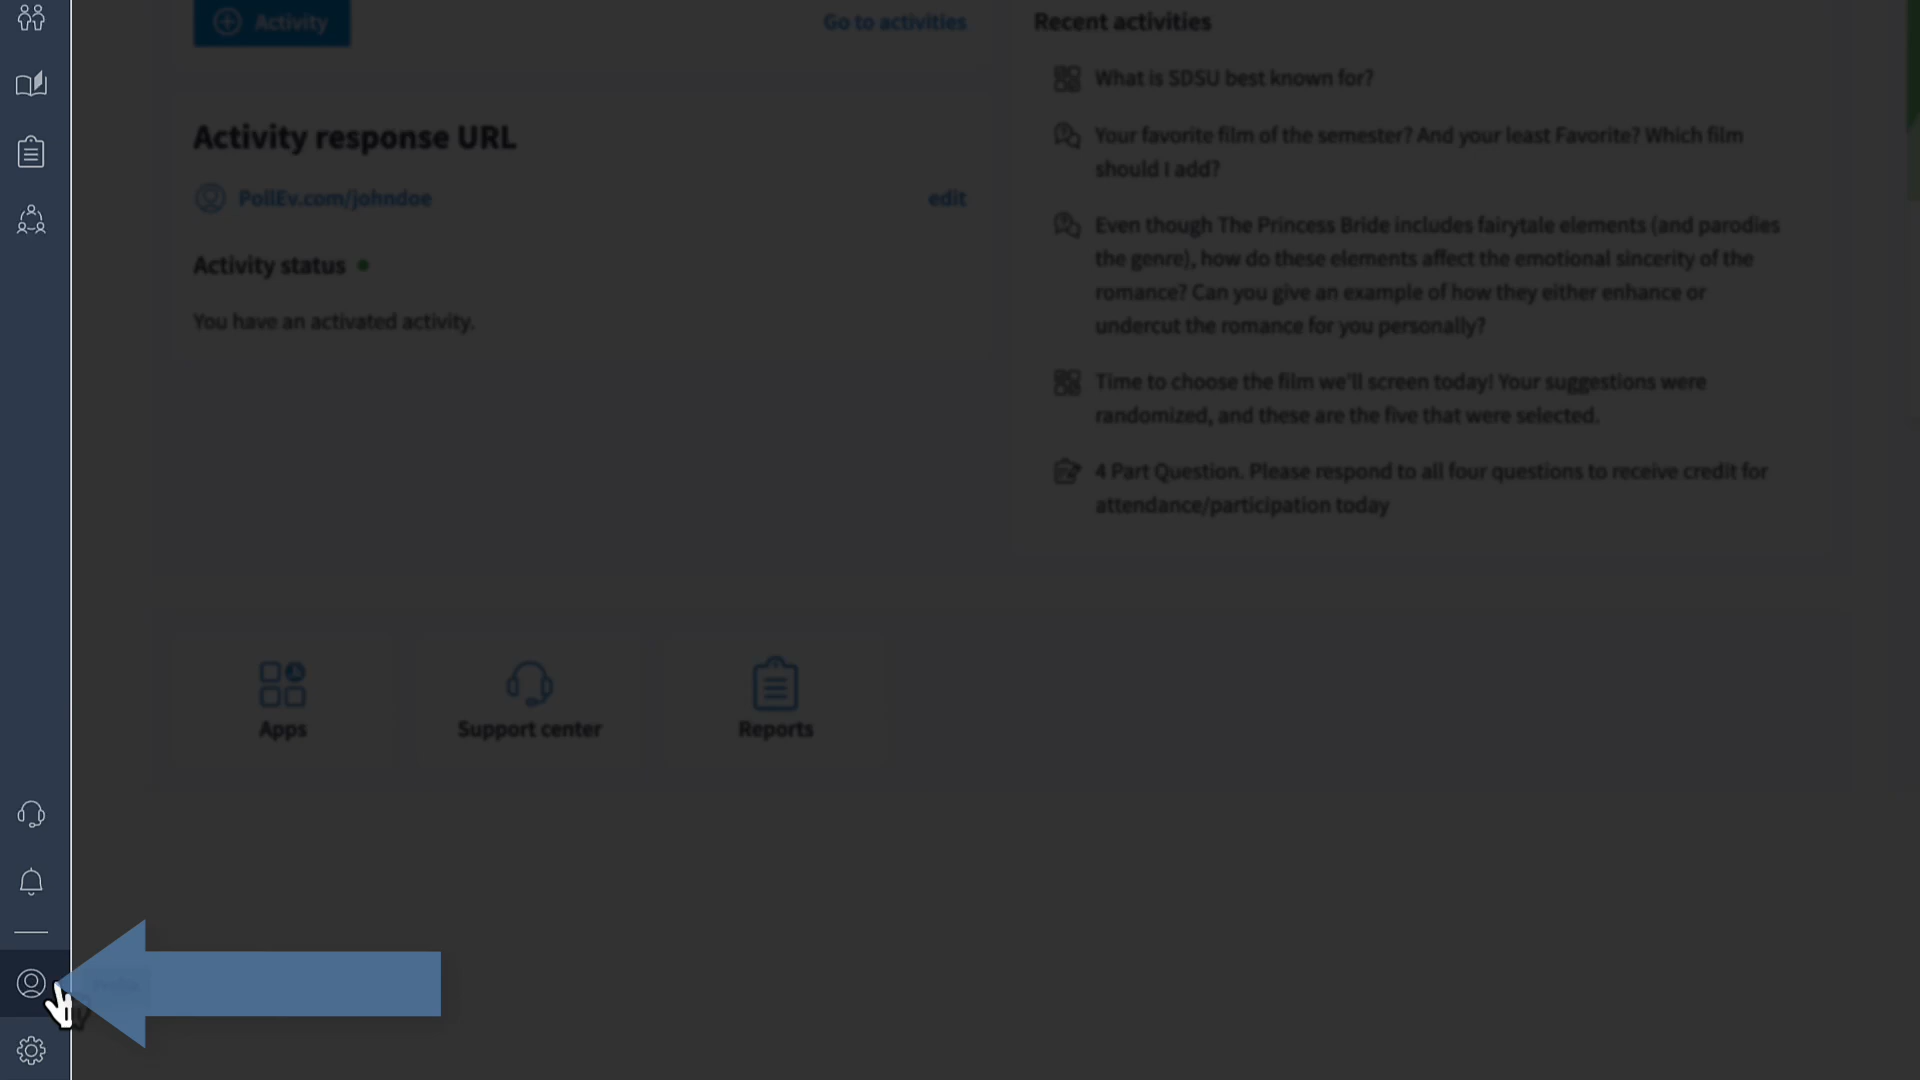 Activity
Go to activities
Activity response URL
PollEv.com/johndoe
edit
Activity status
You have an activated activity.
Recent activities
What is SDSU best known for?
Your favorite film of the semester? And your least Favorite? Which film
should I add?
Even though The Princess Bride includes fairytale elements (and parodies
the genre), how do these elements affect the emotional sincerity of the
romance? Can you give an example of how they either enhance or
undercut the romance for you personally?
Time to choose the film we'll screen today! Your suggestions were
randomized, and these are the five that were selected.
4 Part Question. Please respond to all four questions to receive credit for
attendance/participation today
Apps
Support center
Reports